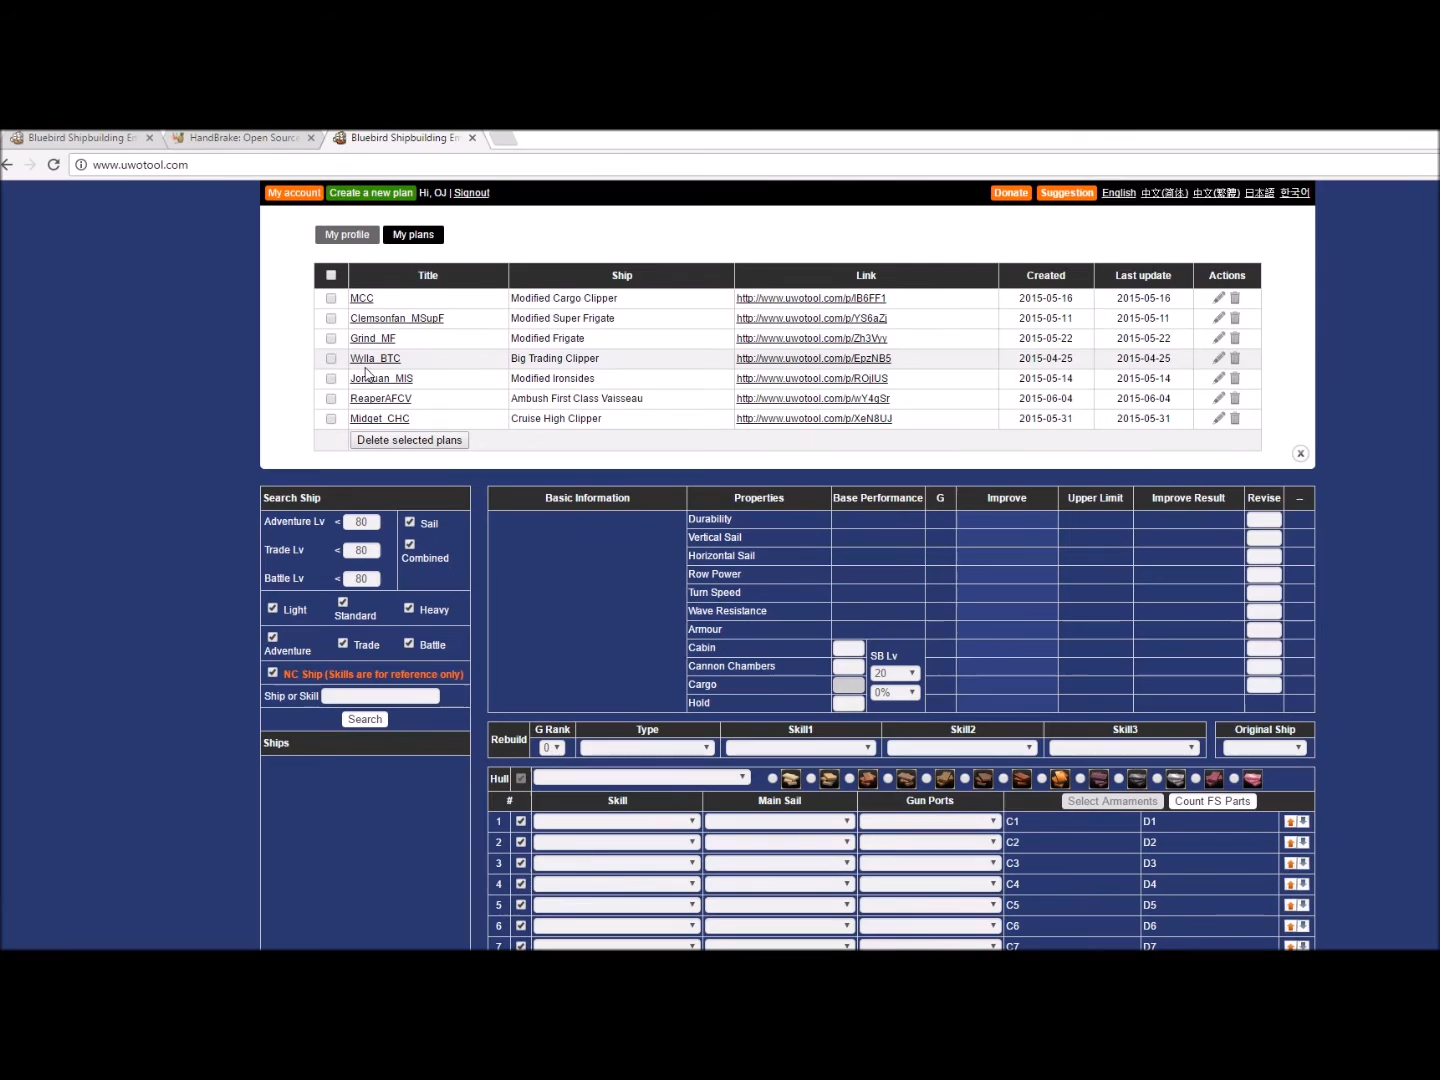 Bluebird Shipbuilding Em
HandBrake: Open Source
Bluebird Shipbuilding Em
www.uwotool.com
My account Create a new plan Hi, OJ | Signout
Donate Suggestion English 中文(简体) 中文(繁體) 日本語 한국어
My profile My plans
Title Ship Link Created Last update Actions
MCC Modified Cargo Clipper http://www.uwotool.com/p/IB6FF1 2015-05-16 2015-05-16
Clemsonfan_MSupF Modified Super Frigate http://www.uwotool.com/p/YS6aZj 2015-05-11 2015-05-11
Grind_MF Modified Frigate http://www.uwotool.com/p/Zh3Vvy 2015-05-22 2015-05-22
Wylla_BTC Big Trading Clipper http://www.uwotool.com/p/EpzNB5 2015-04-25 2015-04-25
Modified Ironsides http://www.uwotool.com/p/ROjIUS 2015-05-14 2015-05-14
ReaperAFCV Ambush First Class Vaisseau http://www.uwotool.com/p/wY4qSr 2015-06-04 2015-06-04
Midget_CHC Cruise High Clipper http://www.uwotool.com/p/XeN8UJ 2015-05-31 2015-05-31
Delete selected plans
Search Ship
Adventure Lv < 80 Sail
Trade Lv < 80 Combined
Battle Lv < 80
Light Standard Heavy
Adventure Trade Battle
NC Ship (Skills are for reference only)
Ship or Skill
Search
Ships
Basic Information Properties Base Performance G Improve Upper Limit Improve Result Revise –
Durability
Vertical Sail
Horizontal Sail
Row Power
Turn Speed
Wave Resistance
Armour
Cabin SB Lv
Cannon Chambers 20
Cargo 0%
Hold
Rebuild G Rank Type Skill1 Skill2 Skill3 Original Ship
0
Hull
# Skill Main Sail Gun Ports Select Armaments Count FS Parts
1 C1 D1
2 C2 D2
3 C3 D3
4 C4 D4
5 C5 D5
6 C6 D6
7 C7 D7